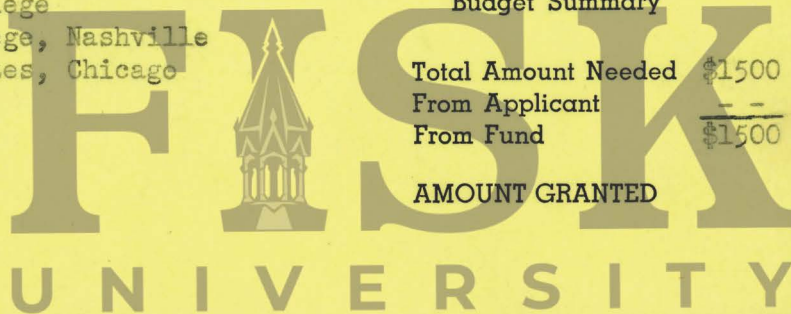 ege
Budget Summary
ge, Nashville
es, Chicago
Total Amount Needed $1500
From Applicant - -
From Fund $1500
AMOUNT GRANTED
FISK
UNIVERSITY